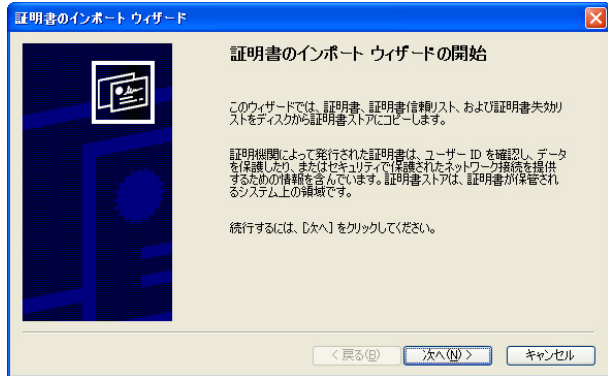 証明書のインポート ウィザード
証明書のインポート ウィザードの開始
このウィザードでは、証明書、証明書信頼リスト、および証明書失効リ
ストをディスクから証明書ストアにコピーします。
証明機関によって発行された証明書は、ユーザー ID を確認し、データ
を保護したり、またはセキュリティで保護されたネットワーク接続を提供
するための情報を含んでいます。証明書ストアは、証明書が保管され
るシステム上の領域です。
続行するには、[次へ] をクリックしてください。
< 戻る(B) 次へ(N) > キャンセル